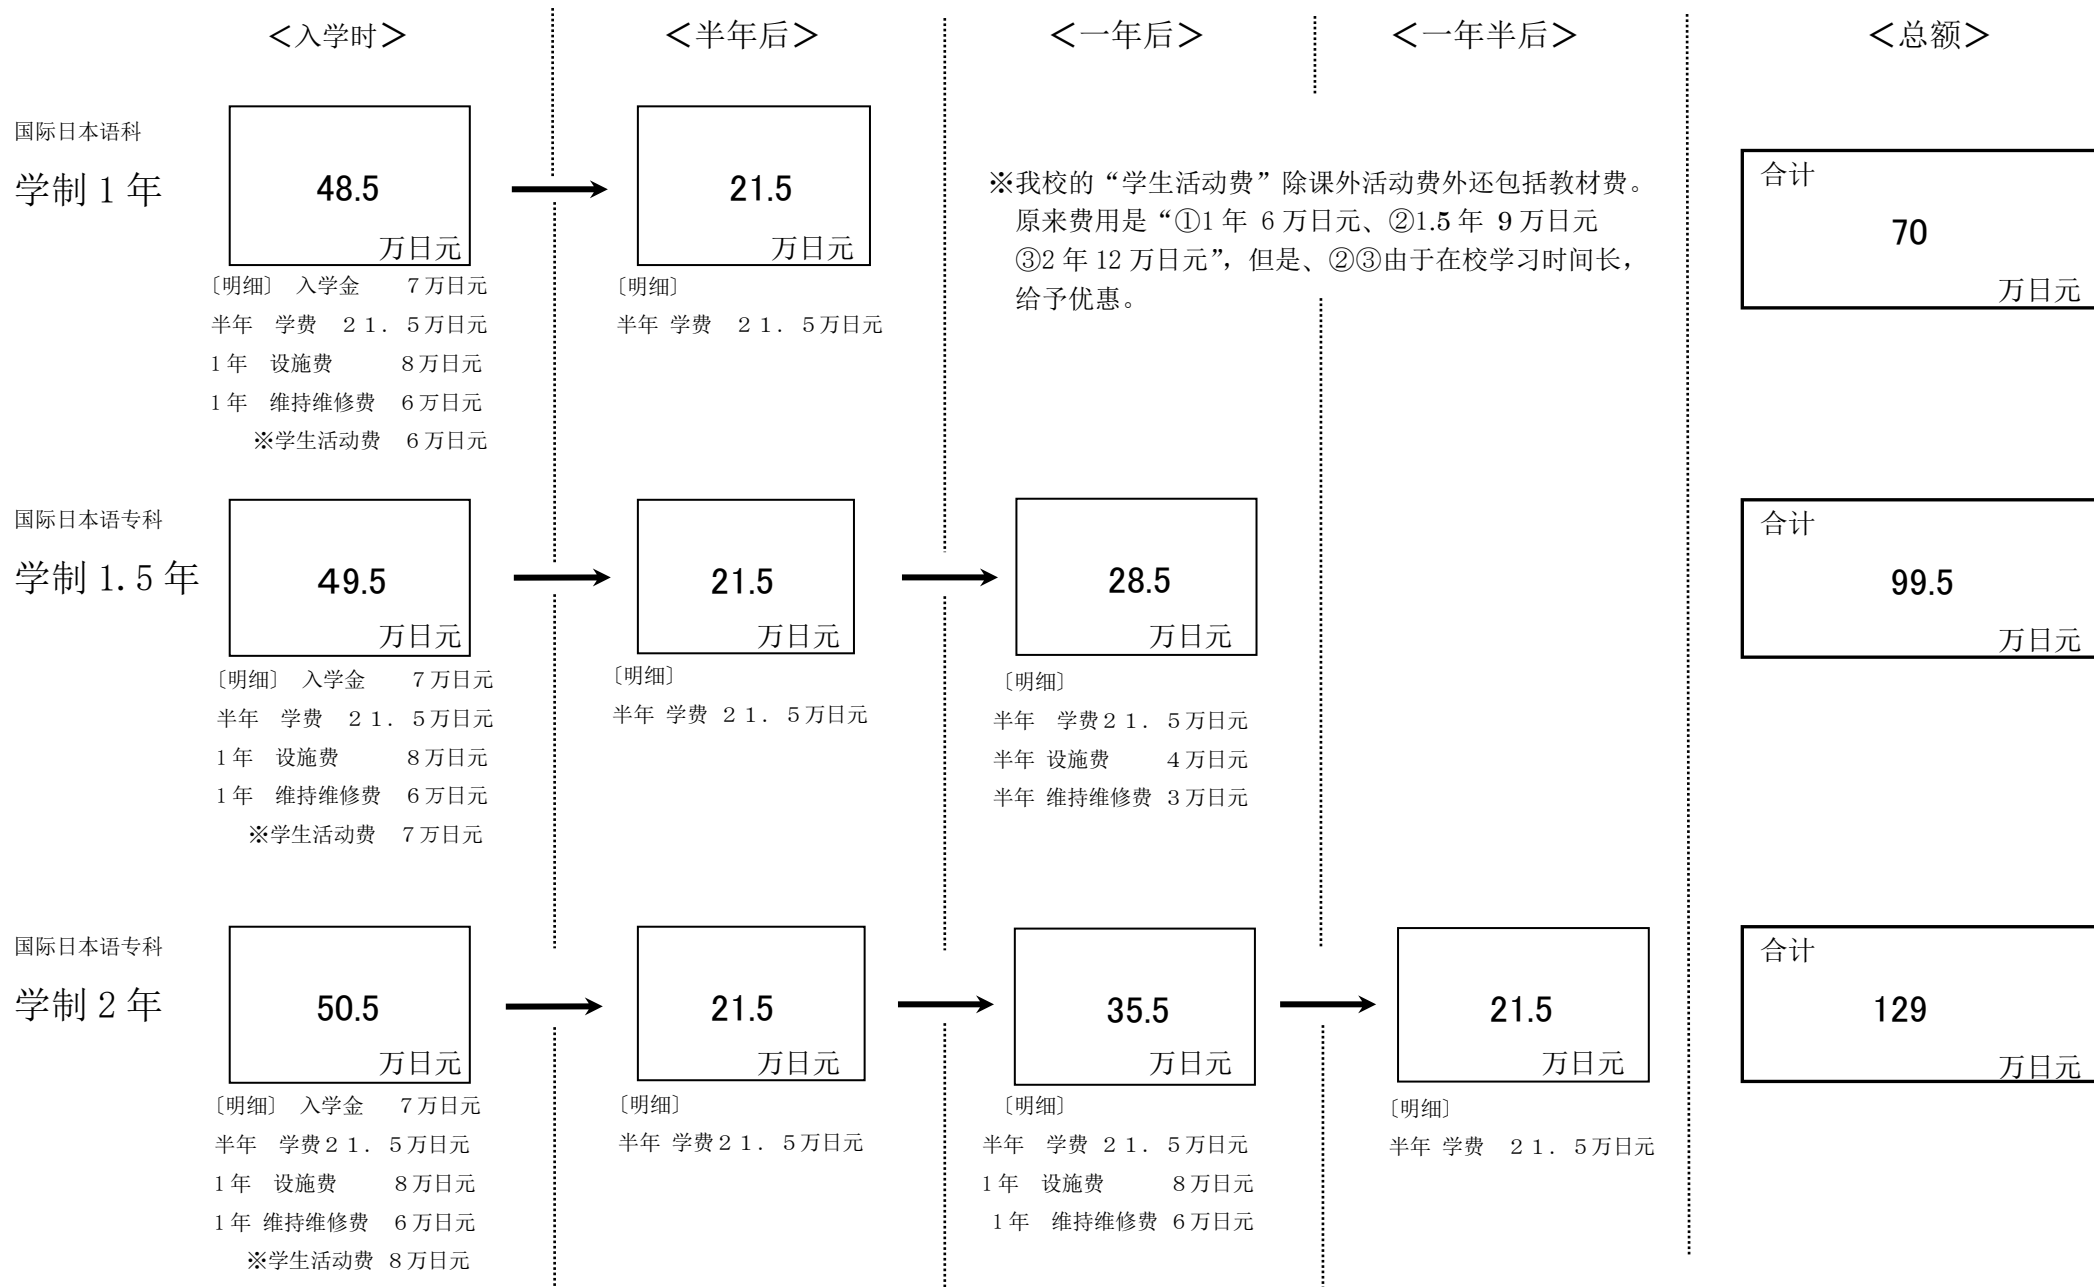 ＜入学时＞ ＜半年后＞ ＜一年后＞ ＜一年半后＞ ＜总额＞
国际日本语科
学制 1 年
48.5
万日元
〔明细〕 入学金 ７万日元
半年 学费 ２１．５万日元
1 年 设施费 ８万日元
1 年 维持维修费 ６万日元
※学生活动费 ６万日元
21.5
万日元
〔明细〕
半年 学费 ２１．５万日元
※我校的“学生活动费”除课外活动费外还包括教材费。
原来费用是“①1 年 6 万日元、②1.5 年 9 万日元
③2 年 12 万日元”，但是、②③由于在校学习时间长，
给予优惠。
合计
70
万日元
国际日本语专科
学制 1.5 年
49.5
万日元
〔明细〕 入学金 ７万日元
半年 学费 ２１．５万日元
1 年 设施费 ８万日元
1 年 维持维修费 ６万日元
※学生活动费 ７万日元
21.5
万日元
〔明细〕
半年 学费 ２１．５万日元
28.5
万日元
〔明细〕
半年 学费２１．５万日元
半年 设施费 ４万日元
半年 维持维修费 ３万日元
合计
99.5
万日元
国际日本语专科
学制 2 年
50.5
万日元
〔明细〕 入学金 ７万日元
半年 学费２１．５万日元
1 年 设施费 ８万日元
1 年 维持维修费 ６万日元
※学生活动费 ８万日元
21.5
万日元
〔明细〕
半年 学费２１．５万日元
35.5
万日元
〔明细〕
半年 学费 ２１．５万日元
1 年 设施费 ８万日元
1 年 维持维修费 ６万日元
21.5
万日元
〔明细〕
半年 学费 ２１．５万日元
合计
129
万日元